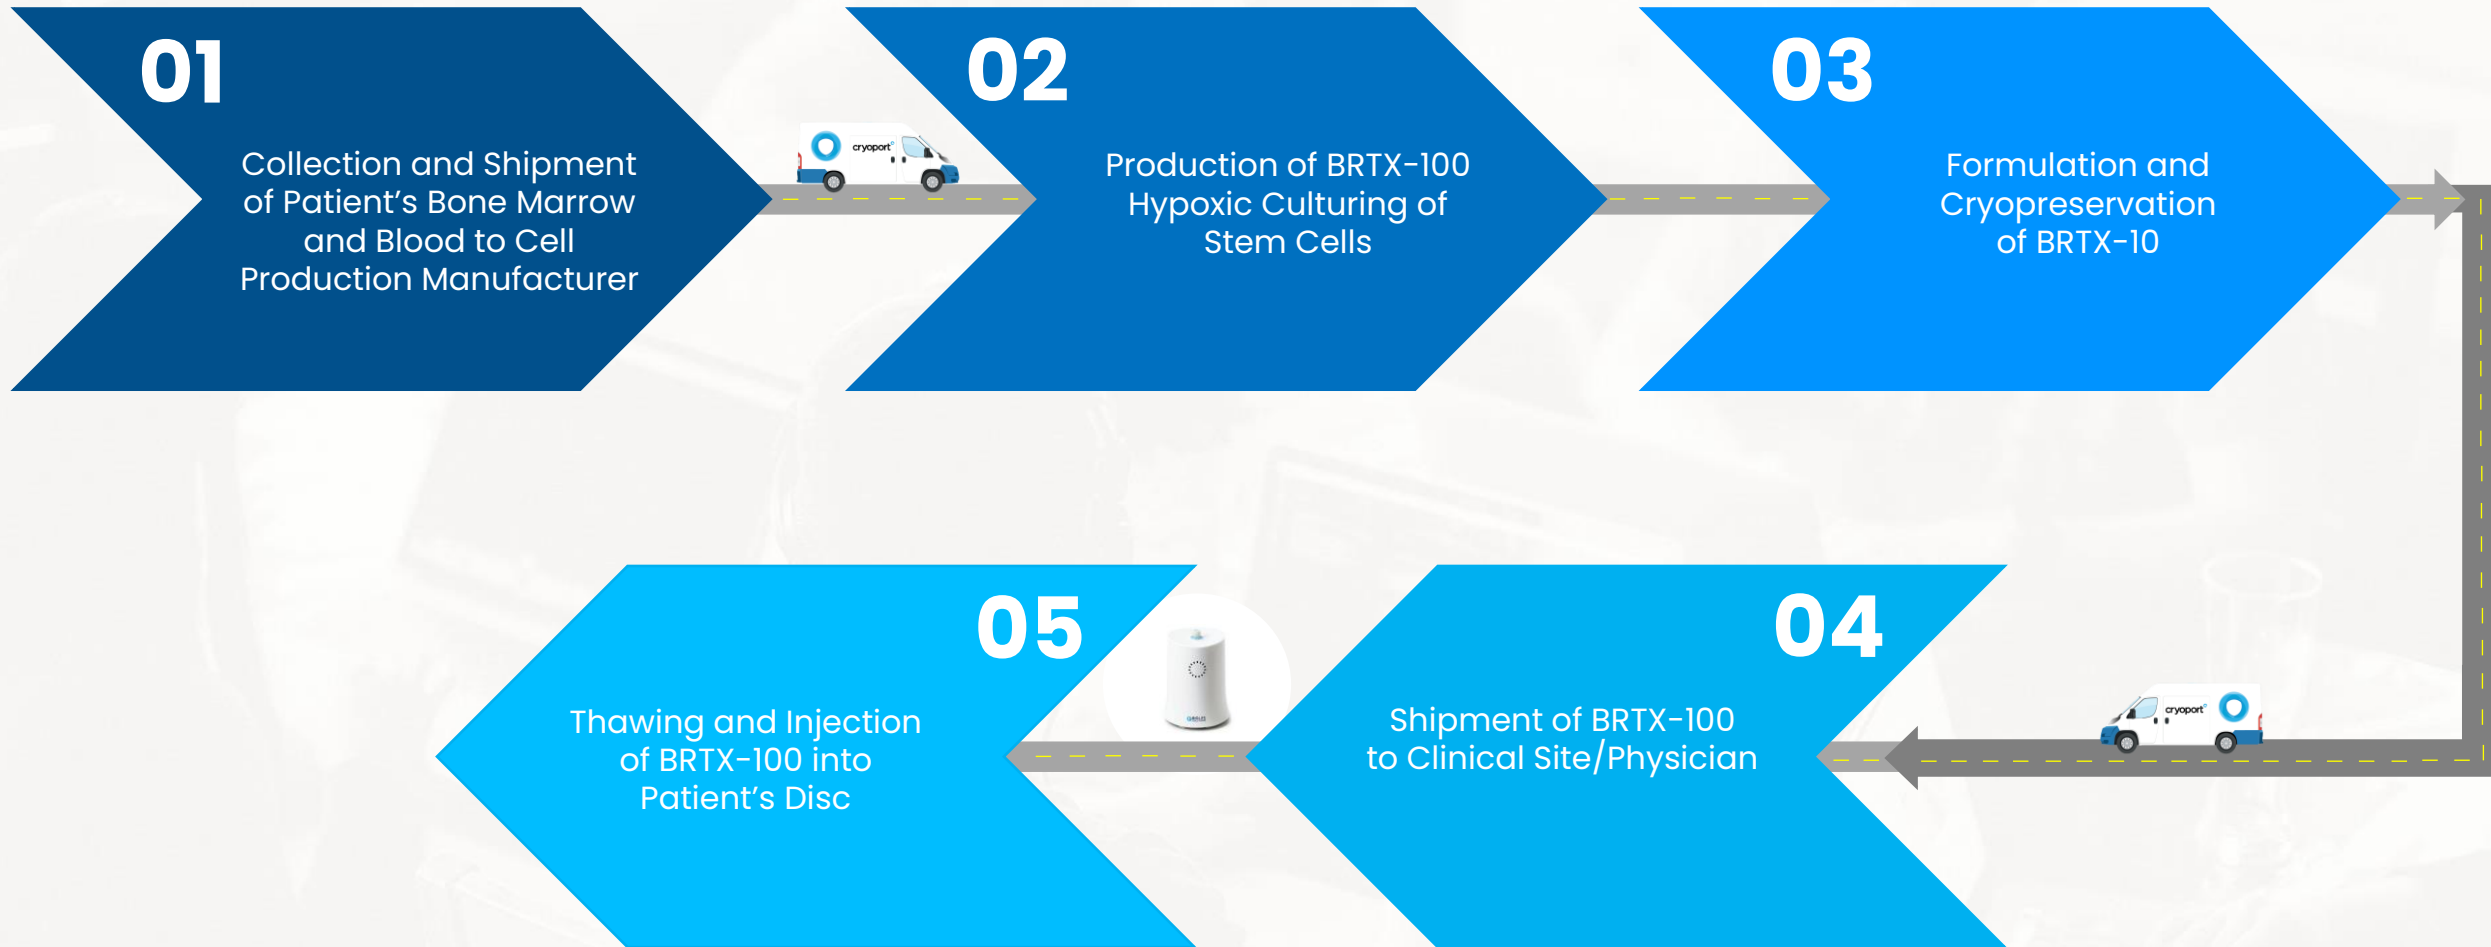 01
Collection and Shipment
of Patient's Bone Marrow
and Blood to Cell
Production Manufacturer
cryoport
02
Production of BRTX-100
Hypoxic Culturing of
Stem Cells
03
Formulation and
Cryopreservation
of BRTX-10
04
Shipment of BRTX-100
to Clinical Site/Physician
cryoport
05
Thawing and Injection
of BRTX-100 into
Patient's Disc